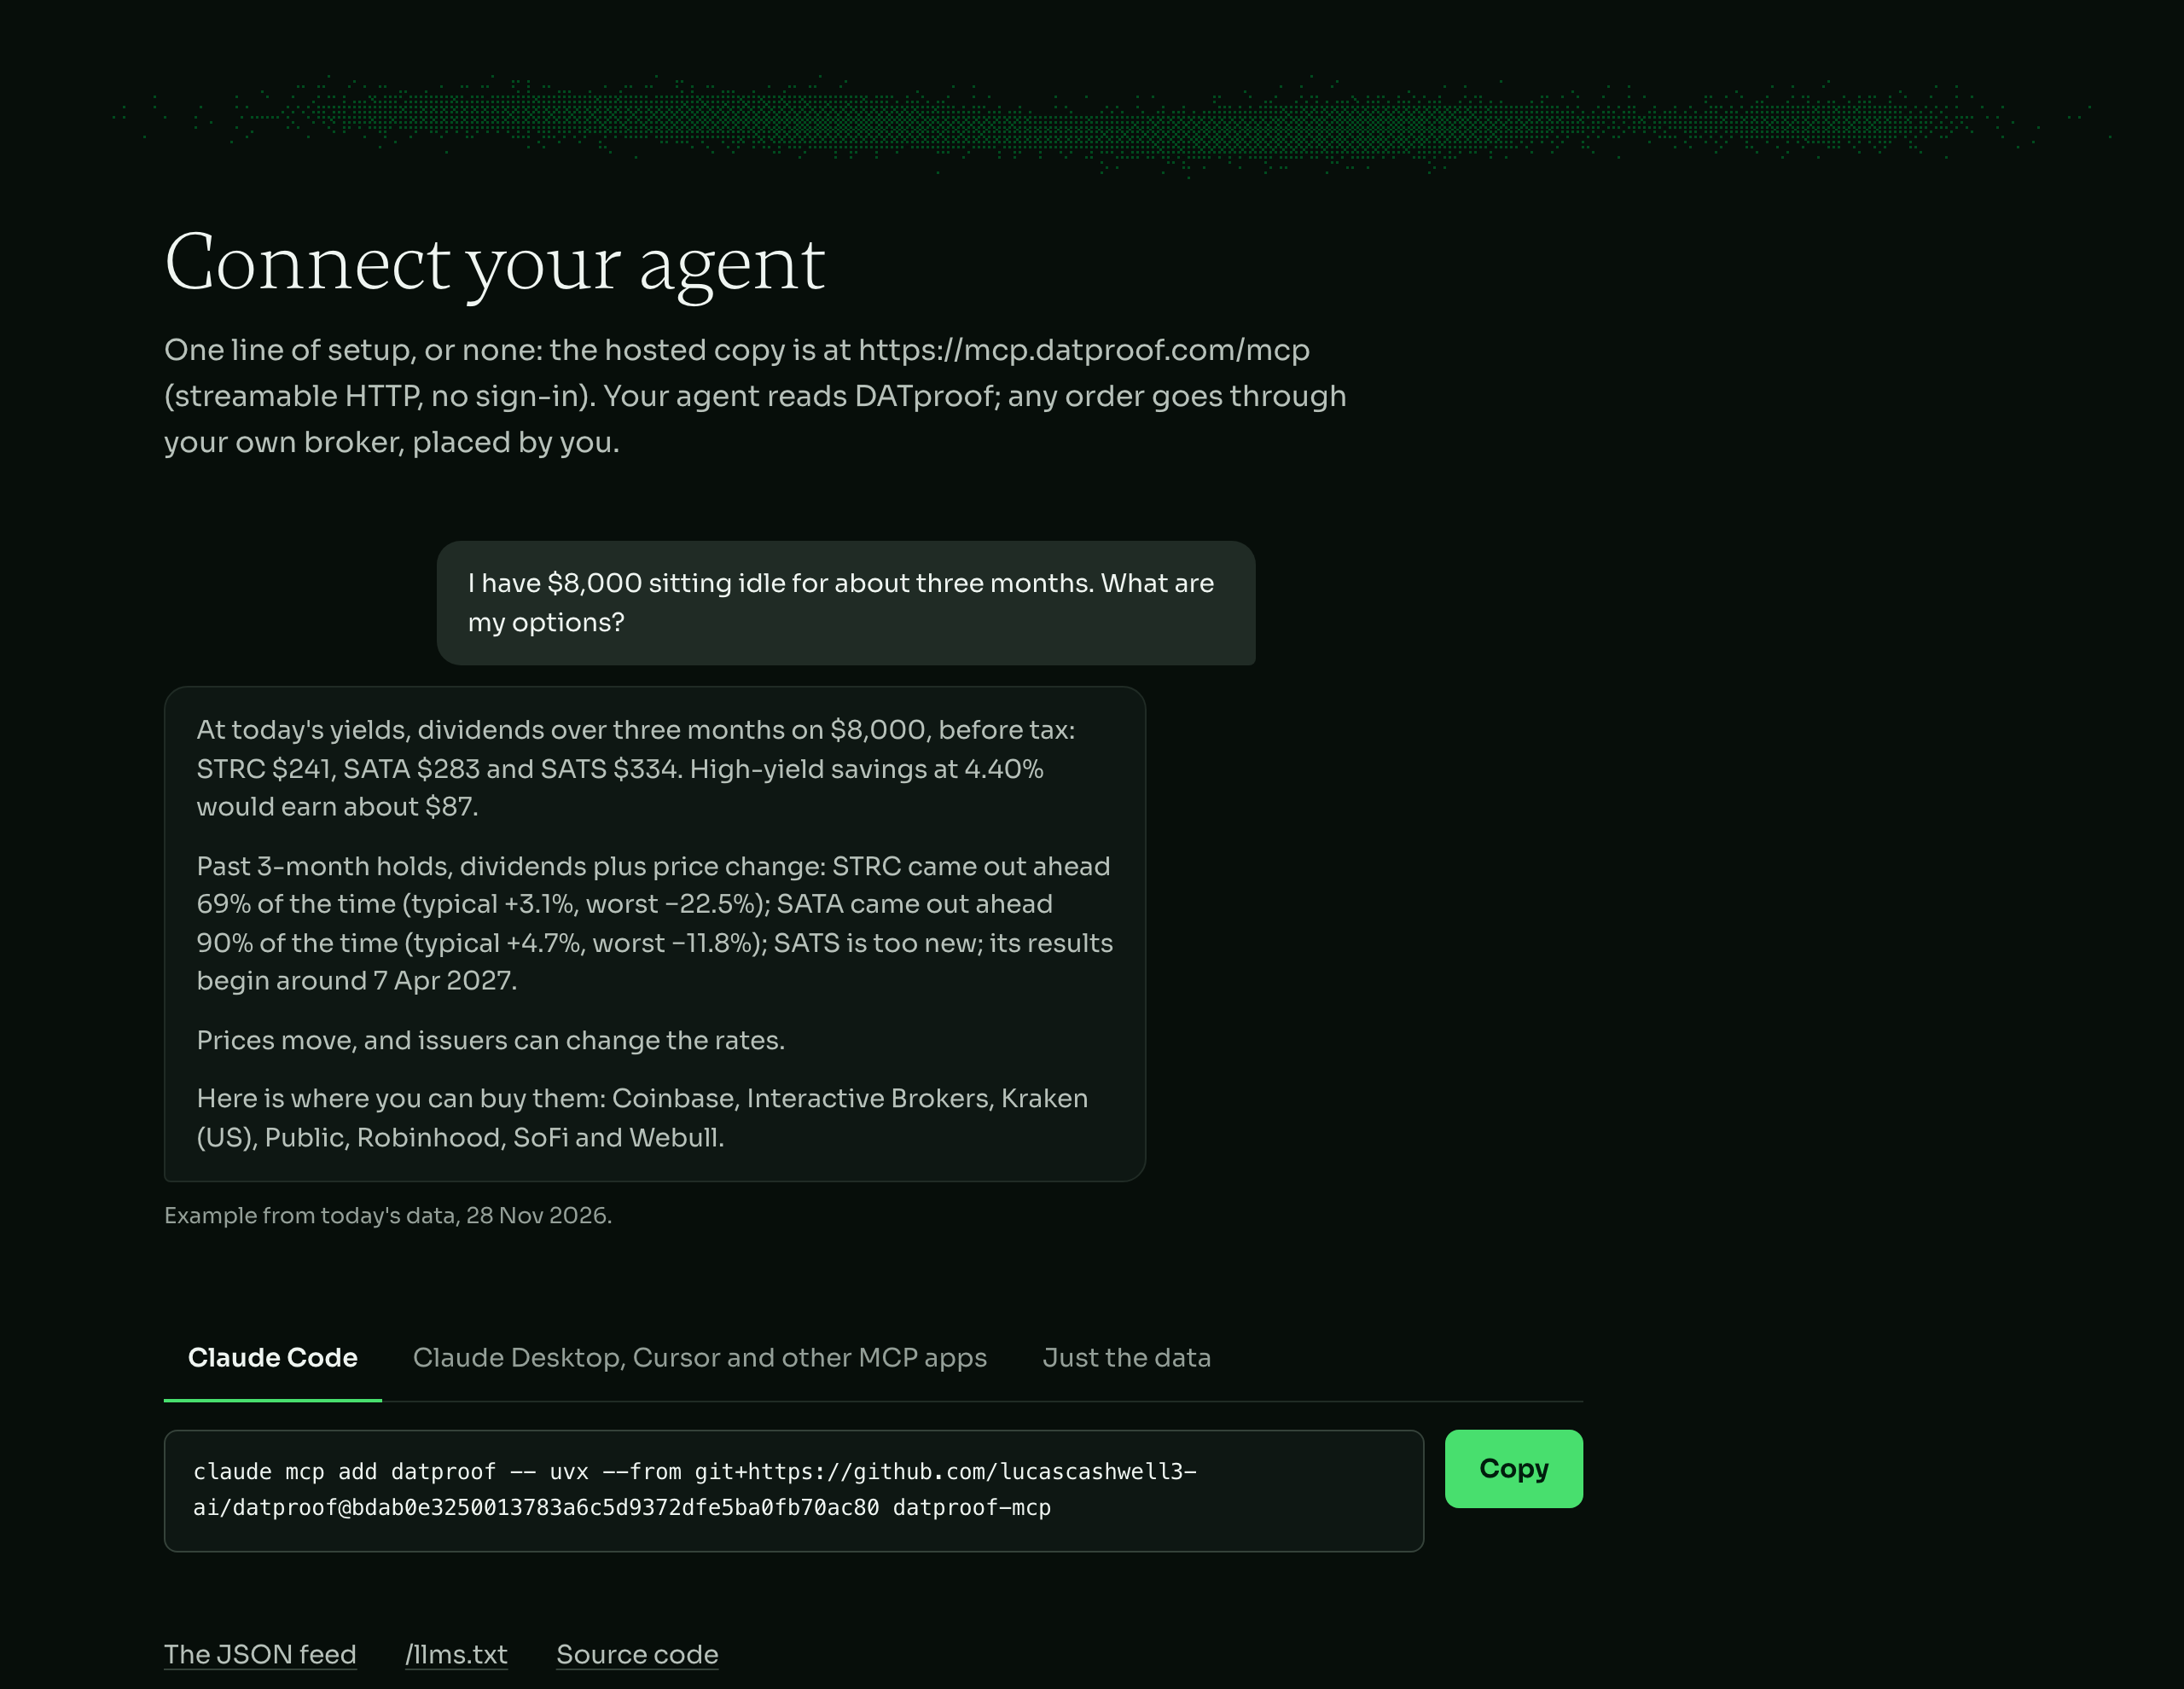 Connect your agent
One line of setup, or none: the hosted copy is at https://mcp.datproof.com/mcp
(streamable HTTP, no sign-in). Your agent reads DATproof; any order goes through
your own broker, placed by you.
I have $8,000 sitting idle for about three months. What are
my options?
At today's yields, dividends over three months on $8,000, before tax:
STRC $241, SATA $283 and SATS $334. High-yield savings at 4.40%
would earn about $87.
Past 3-month holds, dividends plus price change: STRC came out ahead
69% of the time (typical +3.1%, worst −22.5%); SATA came out ahead
90% of the time (typical +4.7%, worst −11.8%); SATS is too new; its results
begin around 7 Apr 2027.
Prices move, and issuers can change the rates.
Here is where you can buy them: Coinbase, Interactive Brokers, Kraken
(US), Public, Robinhood, SoFi and Webull.
Example from today's data, 28 Nov 2026.
Claude Code
Claude Desktop, Cursor and other MCP apps
Just the data
claude mcp add datproof -- uvx --from git+https://github.com/lucascashwell3-
ai/datproof@bdab0e3250013783a6c5d9372dfe5ba0fb70ac80 datproof-mcp
Copy
The JSON feed
/llms.txt
Source code